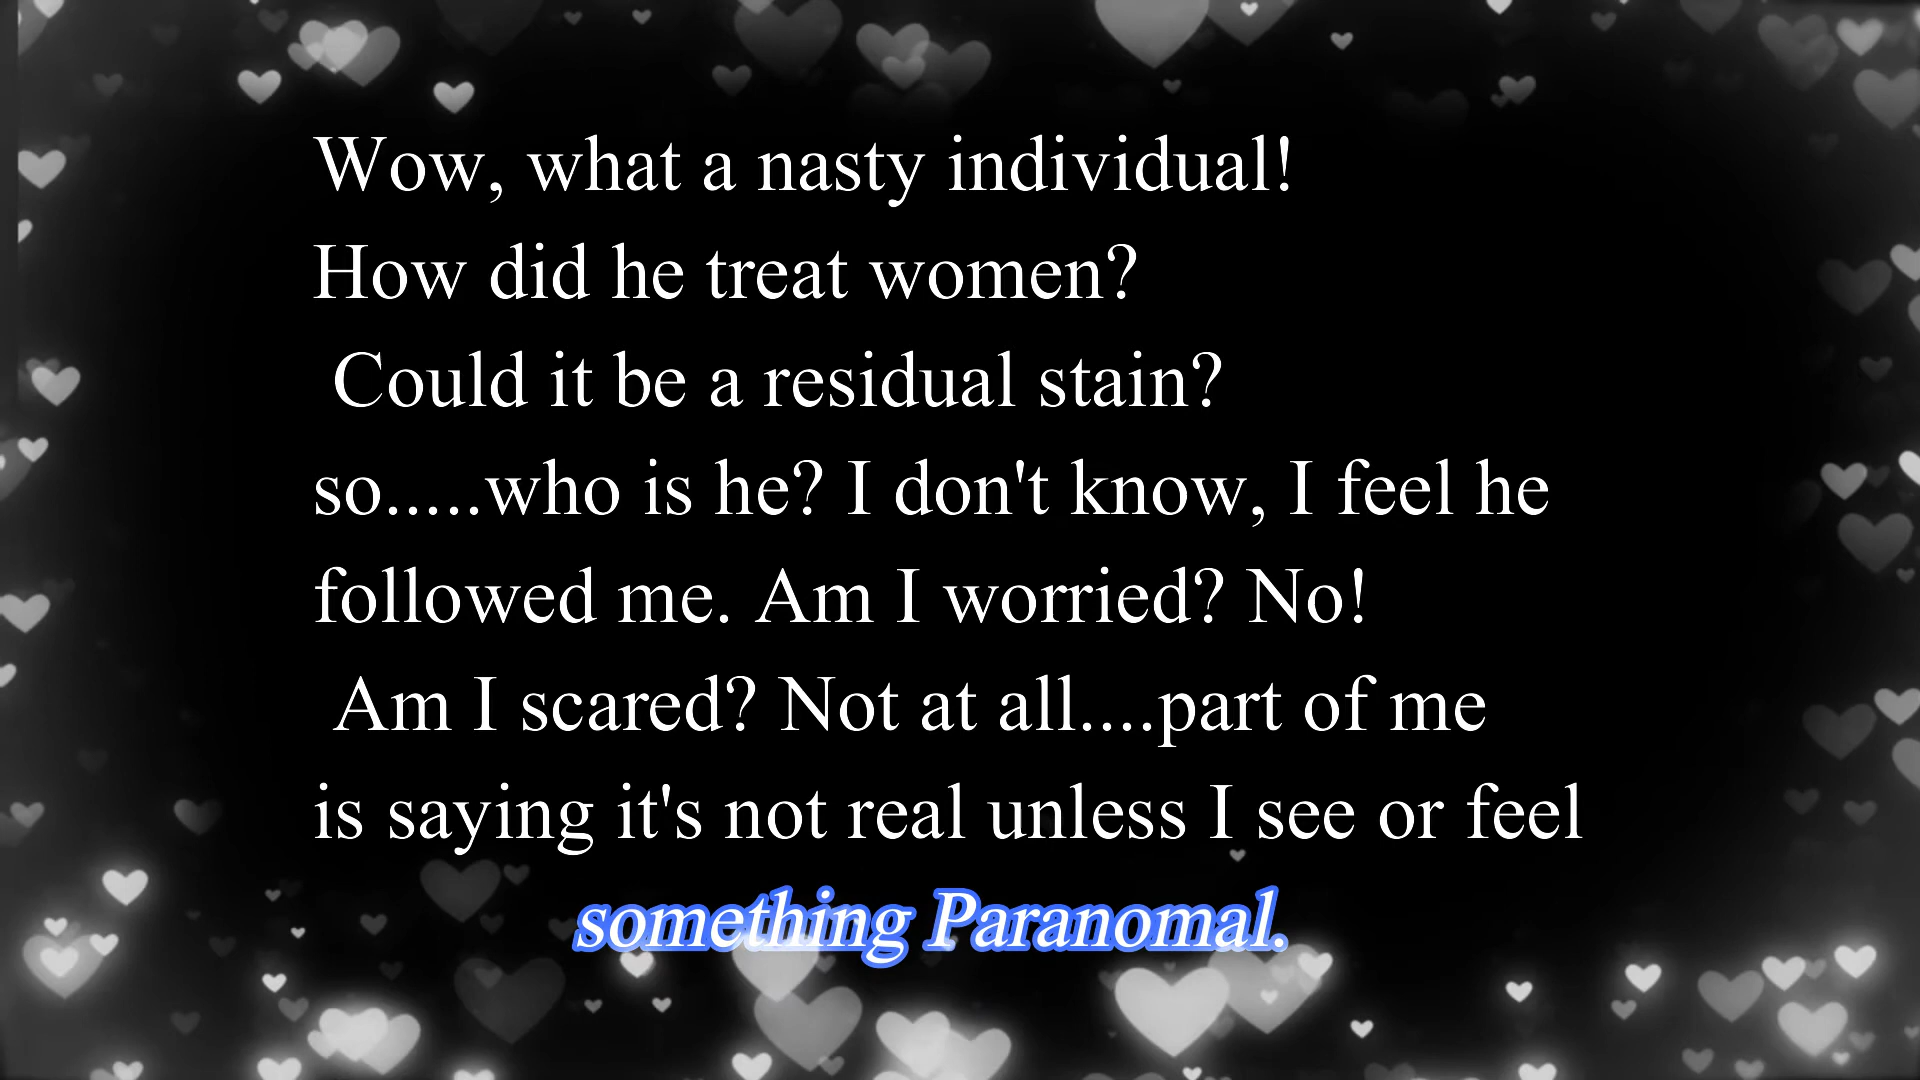 Wow, what a nasty individual!
How did he treat women?
Could it be a residual stain?
so.....who is he? I don't know, I feel he
followed me. Am I worried? No!
Am I scared? Not at all....part of me
is saying it's not real unless I see or feel
something Paranomal.